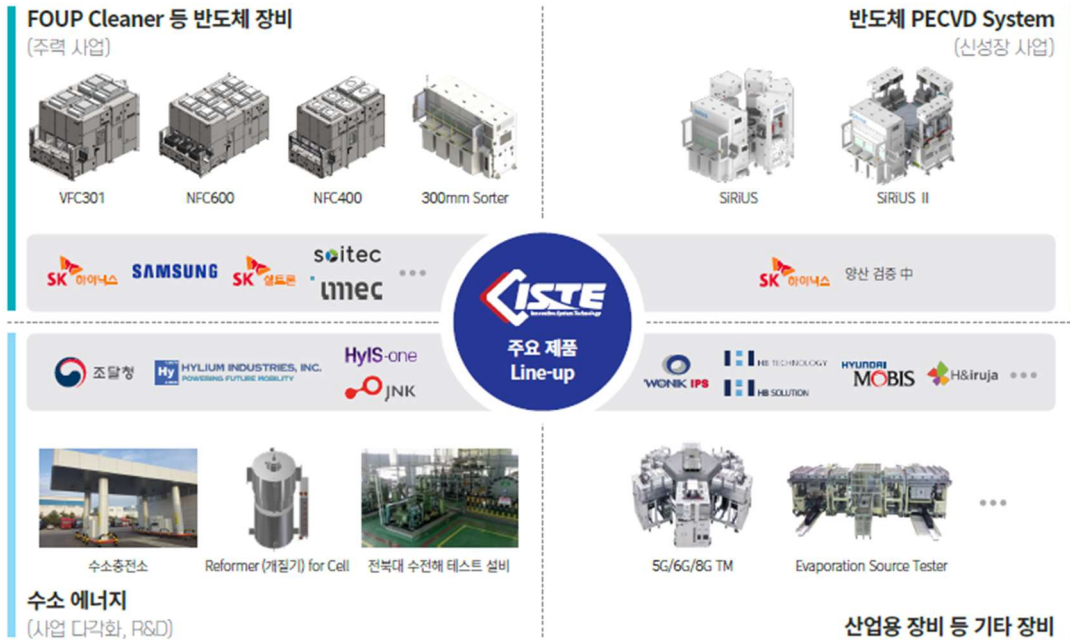 FOUP Cleaner 등 반도체 장비
(주력 사업)
반도체 PECVD System
(신성장 사업)
VFC301
NFC600
NFC400
300mm Sorter
SiRiUS
SiRiUS II
SK 하이닉스
SAMSUNG
SK 실트론
soitec
imec
SK 하이닉스
양산 검증 中
ISTE
Innovative System Technology
주요 제품
Line-up
조달청
Hy HYLIUM INDUSTRIES, INC.
POWERING FUTURE MOBILITY
HyIS-one
JNK
WONIK IPS
HB TECHNOLOGY
HB SOLUTION
HYUNDAI
MOBIS
H&iruja
수소충전소
Reformer (개질기) for Cell
전북대 수전해 테스트 설비
5G/6G/8G TM
Evaporation Source Tester
수소 에너지
(사업 다각화, R&D)
산업용 장비 등 기타 장비